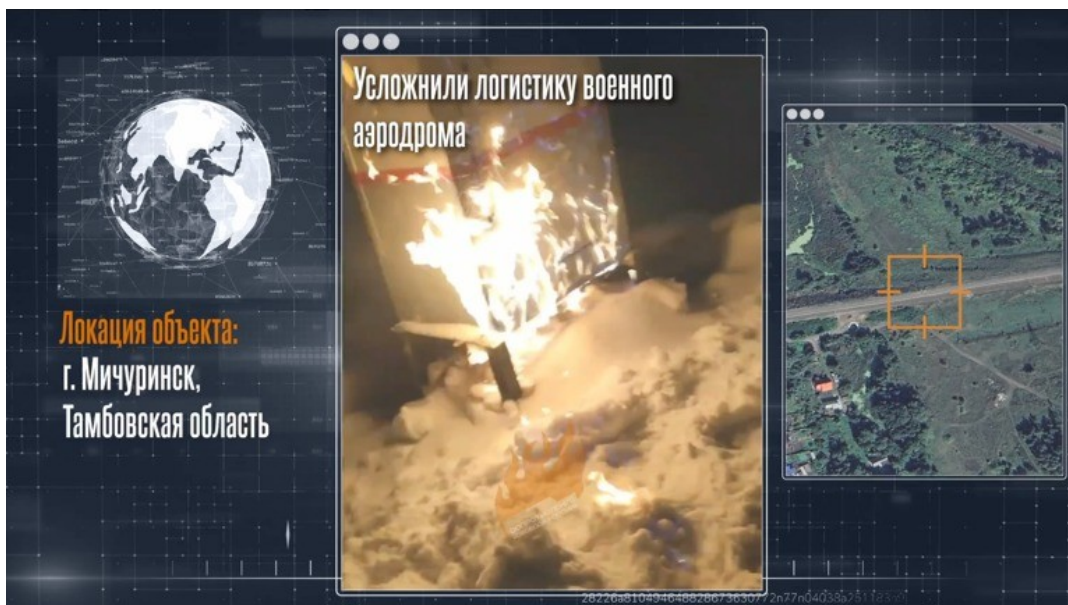 Усложнили логистику военного
аэродрома
Локация объекта:
г. Мичуринск,
Тамбовская область